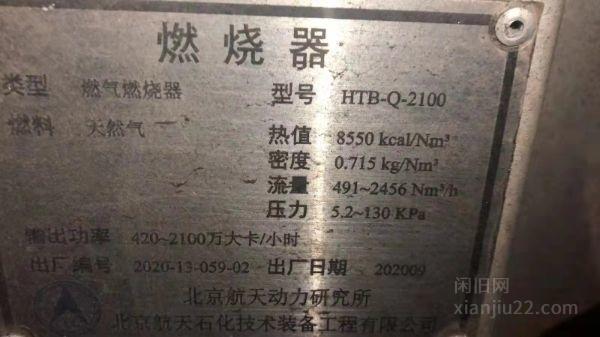 燃烧器
类型 燃气燃烧器 型号 HTB-Q-2100
燃料 天然气 热值 8550 kcal/Nm³
密度 0.715 kg/Nm³
流量 491~2456 Nm³/h
压力 5.2~130 KPa
输出功率 420~2100万大卡/小时
出厂编号 2020-13-059-02 出厂日期 202009
北京航天动力研究所
北京航天石化技术装备工程有限公司
闲旧网
xianjiu22.com